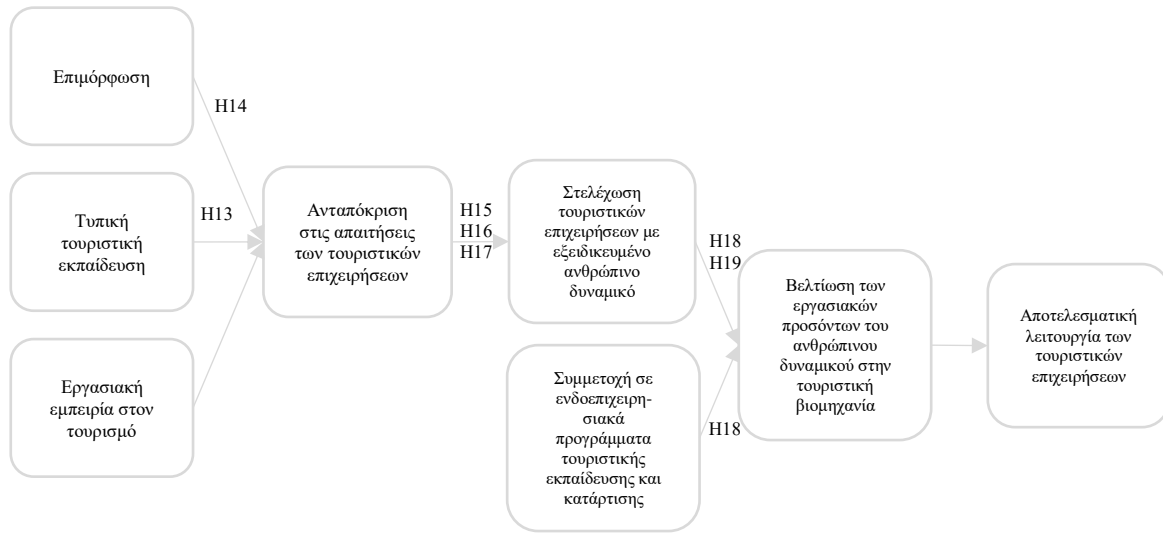 Επιμόρφωση
H14
Τυπική
τουριστική
εκπαίδευση
H13
Εργασιακή
εμπειρία στον
τουρισμό
Ανταπόκριση
στις απαιτήσεις
των τουριστικών
επιχειρήσεων
H15
H16
H17
Στελέχωση
τουριστικών
επιχειρήσεων με
εξειδικευμένο
ανθρώπινο
δυναμικό
H18
H19
Συμμετοχή σε
ενδοεπιχειρη-
σιακά
προγράμματα
τουριστικής
εκπαίδευσης και
κατάρτισης
H18
Βελτίωση των
εργασιακών
προσόντων του
ανθρώπινου
δυναμικού στην
τουριστική
βιομηχανία
Αποτελεσματική
λειτουργία των
τουριστικών
επιχειρήσεων